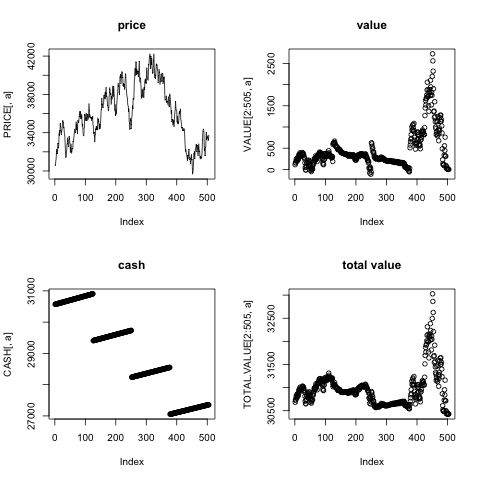 price
PRICE[, a]
30000 34000 38000 42000
0 100 200 300 400 500
Index
value
VALUE[2:505, a]
0 500 1500 2500
0 100 200 300 400 500
Index
cash
CASH[, a]
27000 29000 31000
0 100 200 300 400 500
Index
total value
TOTAL.VALUE[2:505, a]
30500 31500 32500
0 100 200 300 400 500
Index